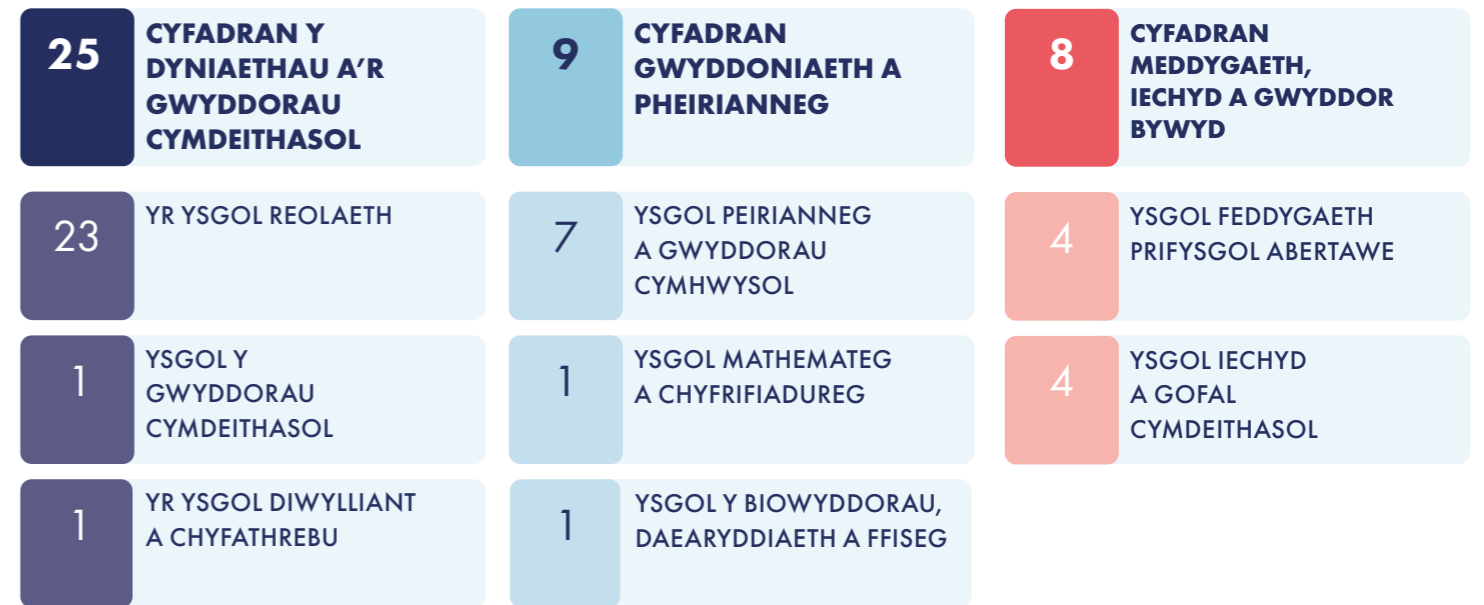 25
CYFADRAN Y
DYNIAETHAU A'R
GWYDDORAU
CYMDEITHASOL
23
YR YSGOL REOLAETH
1
YSGOL Y
GWYDDORAU
CYMDEITHASOL
1
YR YSGOL DIWYLLIANT
A CHYFATHREBU
9
CYFADRAN
GWYDDONIAETH A
PHEIRIANNEG
7
YSGOL PEIRIANNEG
A GWYDDORAU
CYMHWYSOL
1
YSGOL MATHEMATEG
A CHYFRIFIADUREG
1
YSGOL Y BIOWYDDORAU,
DAEARYDDIAETH A FFISEG
8
CYFADRAN
MEDDYGAETH,
IECHYD A GWYDDOR
BYWYD
4
YSGOL FEDDYGAETH
PRIFYSGOL ABERTAWE
4
YSGOL IECHYD
A GOFAL
CYMDEITHASOL